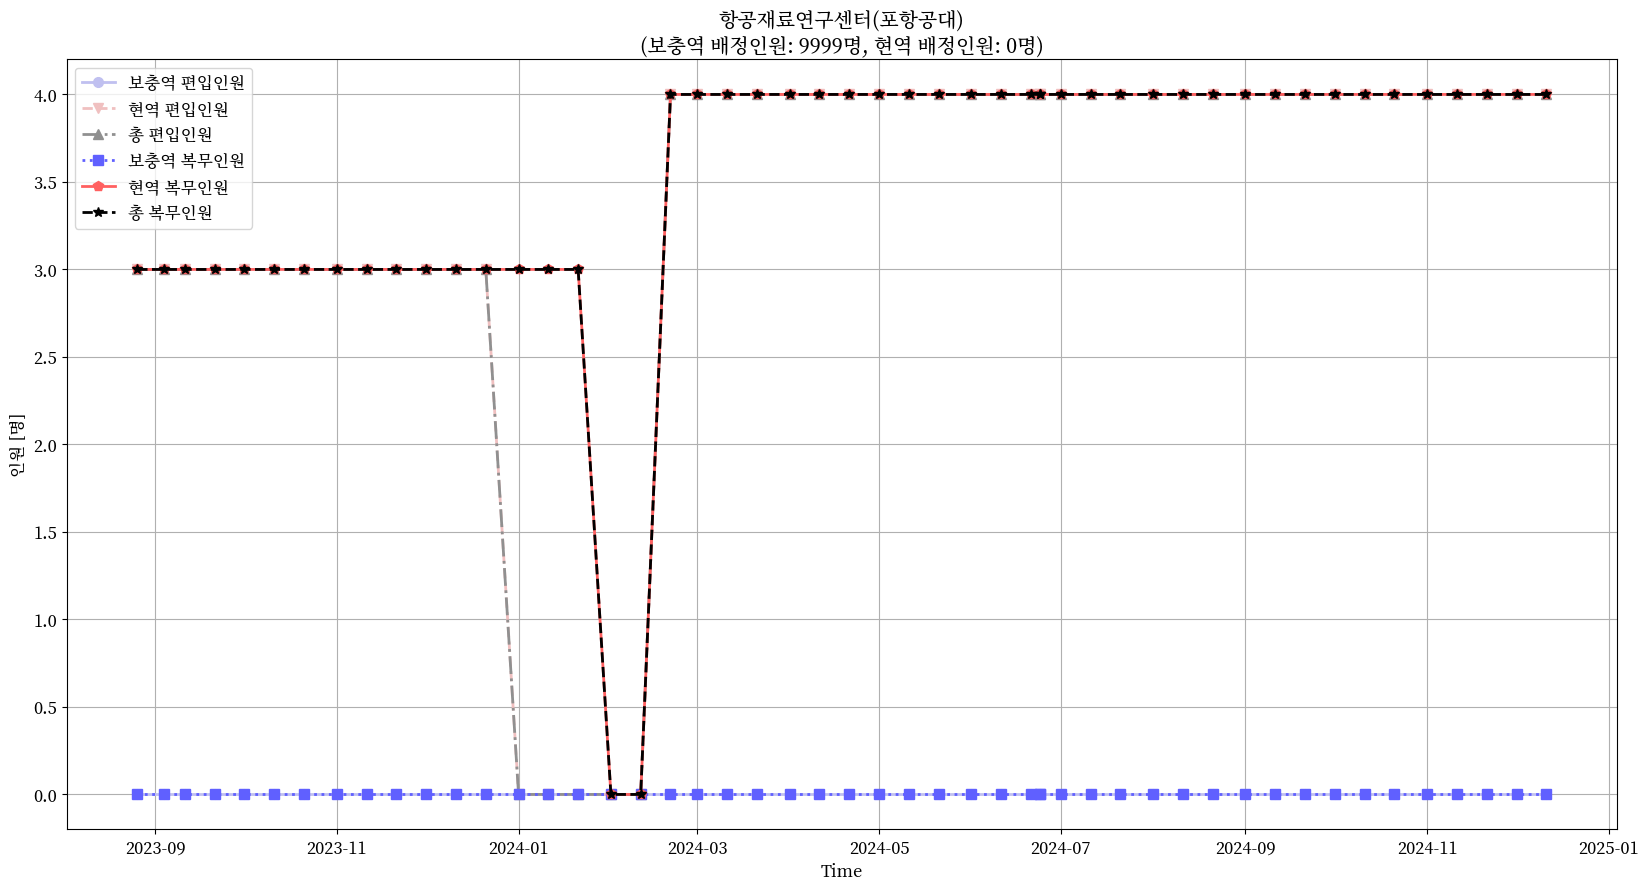 항공재료연구센터(포항공대)
(보충역 배정인원: 9999명, 현역 배정인원: 0명)
보충역 편입인원
현역 편입인원
총 편입인원
보충역 복무인원
현역 복무인원
총 복무인원
4.0
3.5
3.0
2.5
2.0
1.5
1.0
0.5
0.0
인원 [명]
2023-09 2023-11 2024-01 2024-03 2024-05 2024-07 2024-09 2024-11 2025-01
Time